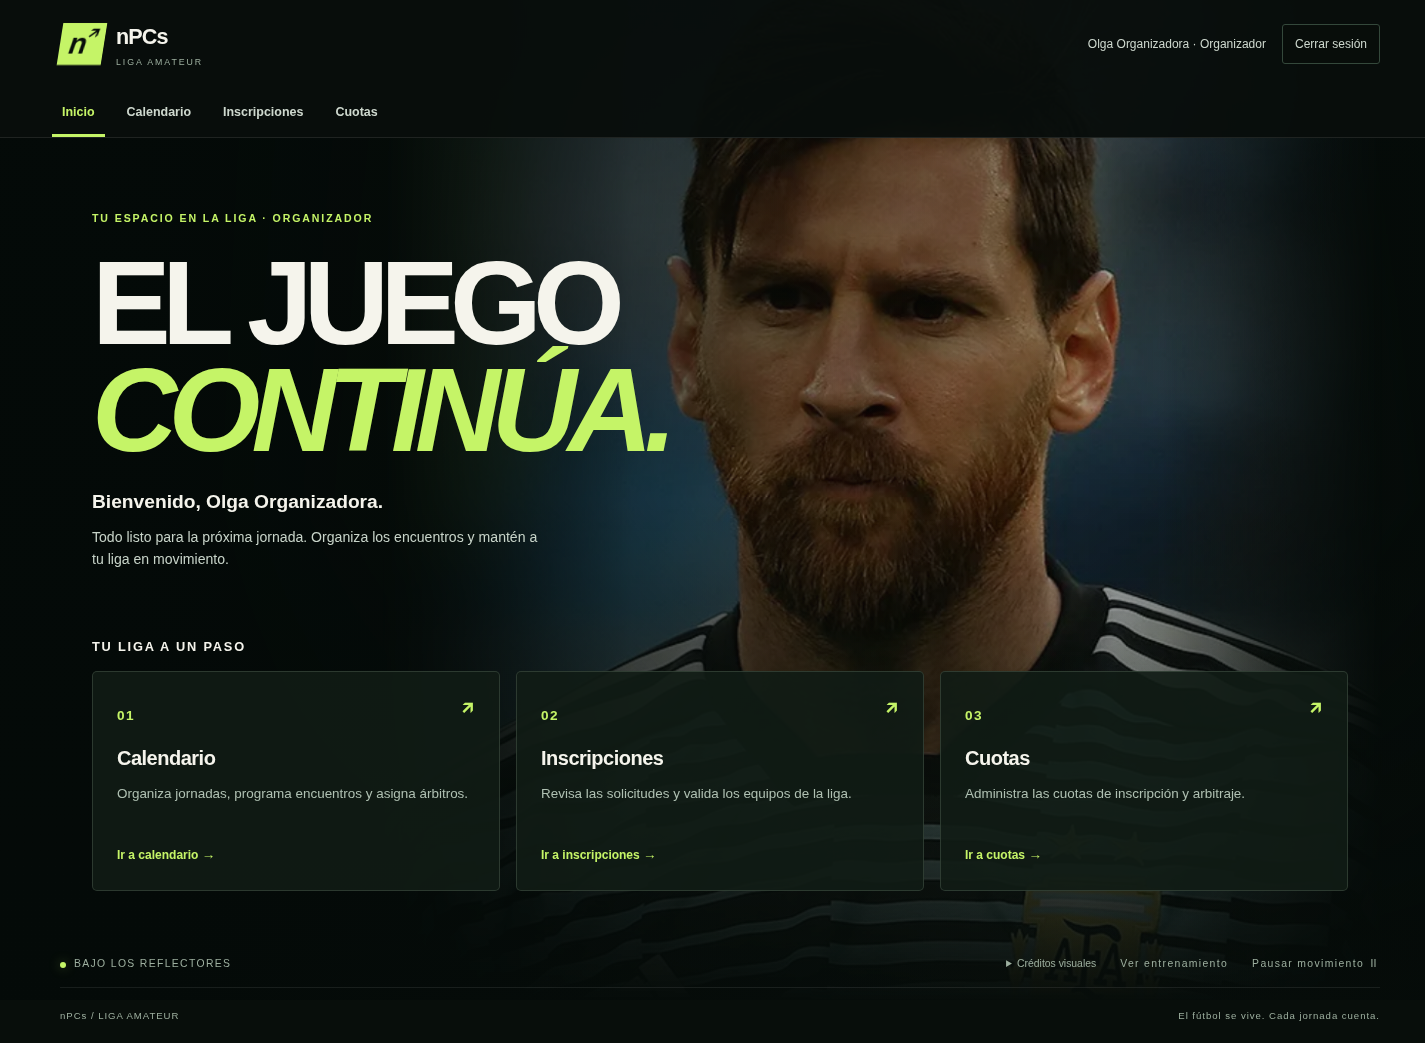 n nPCs
LIGA AMATEUR
Olga Organizadora · Organizador
Cerrar sesión
Inicio
Calendario
Inscripciones
Cuotas
TU ESPACIO EN LA LIGA · ORGANIZADOR
EL JUEGO
CONTINÚA.
Bienvenido, Olga Organizadora.
Todo listo para la próxima jornada. Organiza los encuentros y mantén a
tu liga en movimiento.
TU LIGA A UN PASO
01
Calendario
Organiza jornadas, programa encuentros y asigna árbitros.
Ir a calendario →
02
Inscripciones
Revisa las solicitudes y valida los equipos de la liga.
Ir a inscripciones →
03
Cuotas
Administra las cuotas de inscripción y arbitraje.
Ir a cuotas →
AFA
BAJO LOS REFLECTORES
Créditos visuales
Ver entrenamiento
Pausar movimiento
nPCs / LIGA AMATEUR
El fútbol se vive. Cada jornada cuenta.